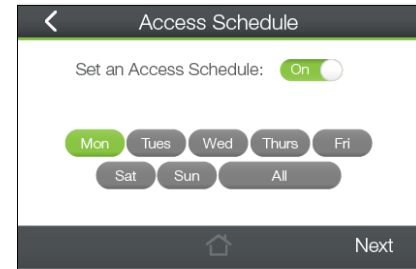 Access Schedule
Set an Access Schedule: On
Mon Tues Wed Thurs Fri
Sat Sun All
Next